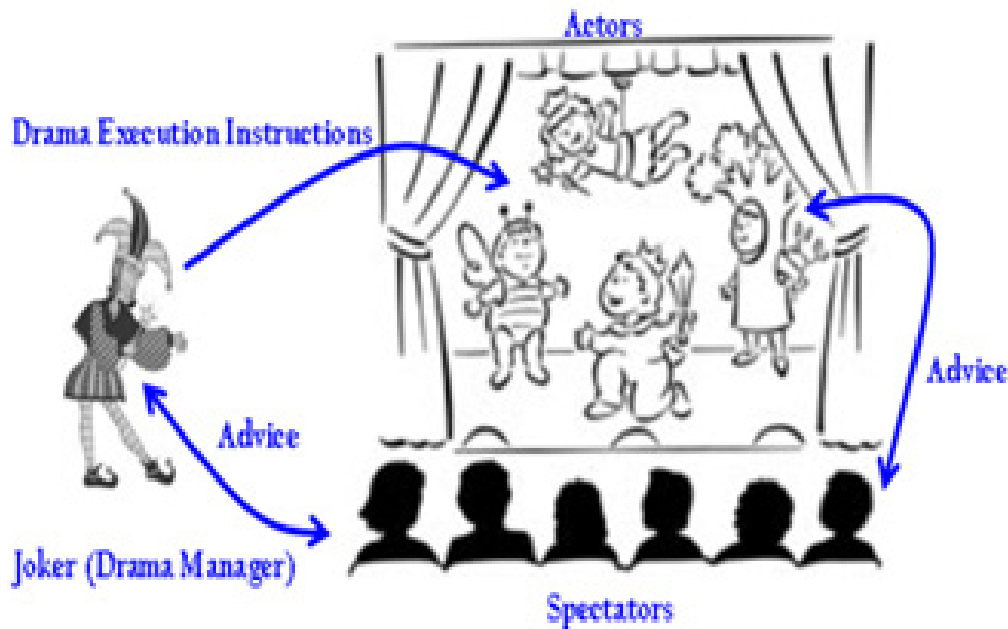 Actors
Drama Execution Instructions
Advice
Advice
Joker (Drama Manager)
Spectators